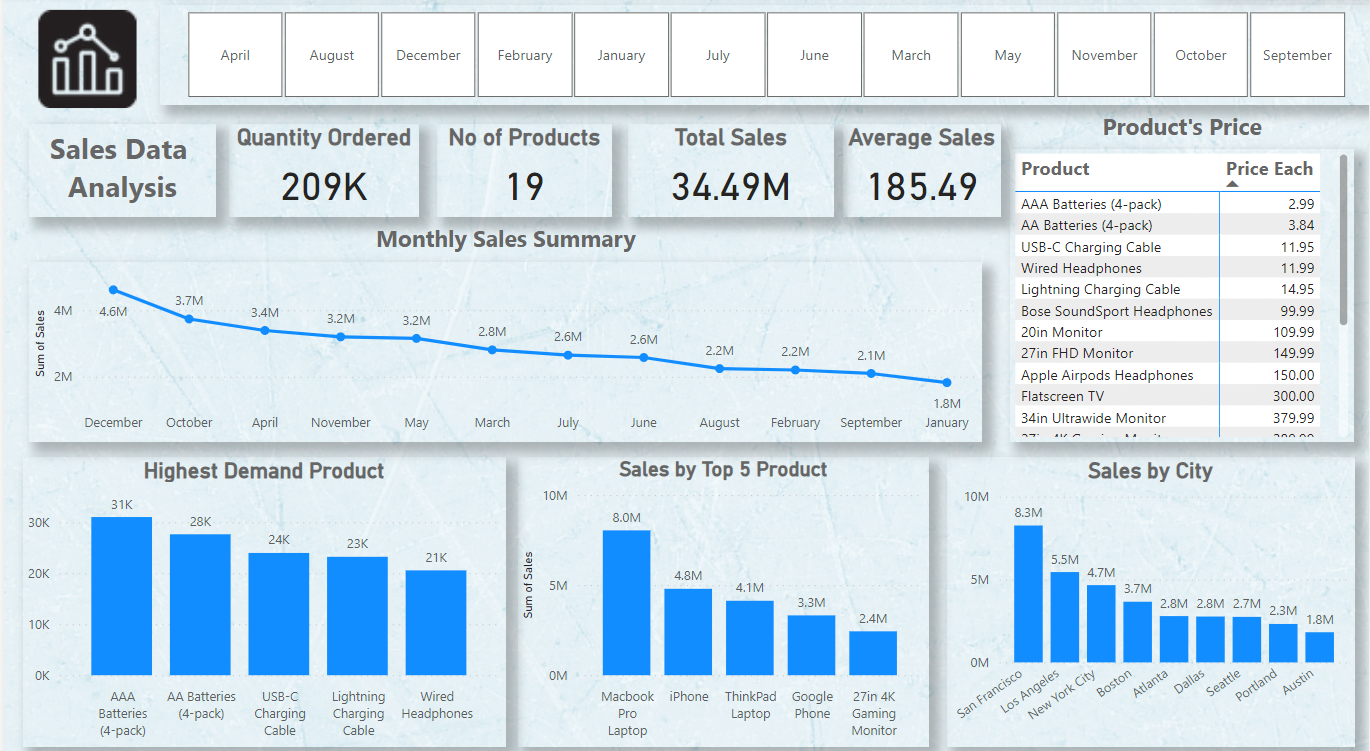 April
August
December
February
January
July
June
March
May
November
October
September
Sales Data
Analysis
Quantity Ordered
209K
No of Products
19
Total Sales
34.49M
Average Sales
185.49
Product's Price
Product Price Each
AAA Batteries (4-pack) 2.99
AA Batteries (4-pack) 3.84
USB-C Charging Cable 11.95
Wired Headphones 11.99
Lightning Charging Cable 14.95
Bose SoundSport Headphones 99.99
20in Monitor 109.99
27in FHD Monitor 149.99
Apple Airpods Headphones 150.00
Flatscreen TV 300.00
34in Ultrawide Monitor 379.99
Monthly Sales Summary
Sum of Sales
4M
2M
4.6M
3.7M
3.4M
3.2M
3.2M
2.8M
2.6M
2.6M
2.2M
2.2M
2.1M
1.8M
December
October
April
November
May
March
July
June
August
February
September
January
Highest Demand Product
30K
20K
10K
0K
31K
28K
24K
23K
21K
AAA
Batteries
(4-pack)
AA Batteries
(4-pack)
USB-C
Charging
Cable
Lightning
Charging
Cable
Wired
Headphones
Sales by Top 5 Product
Sum of Sales
10M
5M
0M
8.0M
4.8M
4.1M
3.3M
2.4M
Macbook
Pro
Laptop
iPhone
ThinkPad
Laptop
Google
Phone
27in 4K
Gaming
Monitor
Sales by City
10M
5M
0M
8.3M
5.5M
4.7M
3.7M
2.8M
2.8M
2.7M
2.3M
1.8M
San Francisco
Los Angeles
New York City
Boston
Atlanta
Dallas
Seattle
Portland
Austin